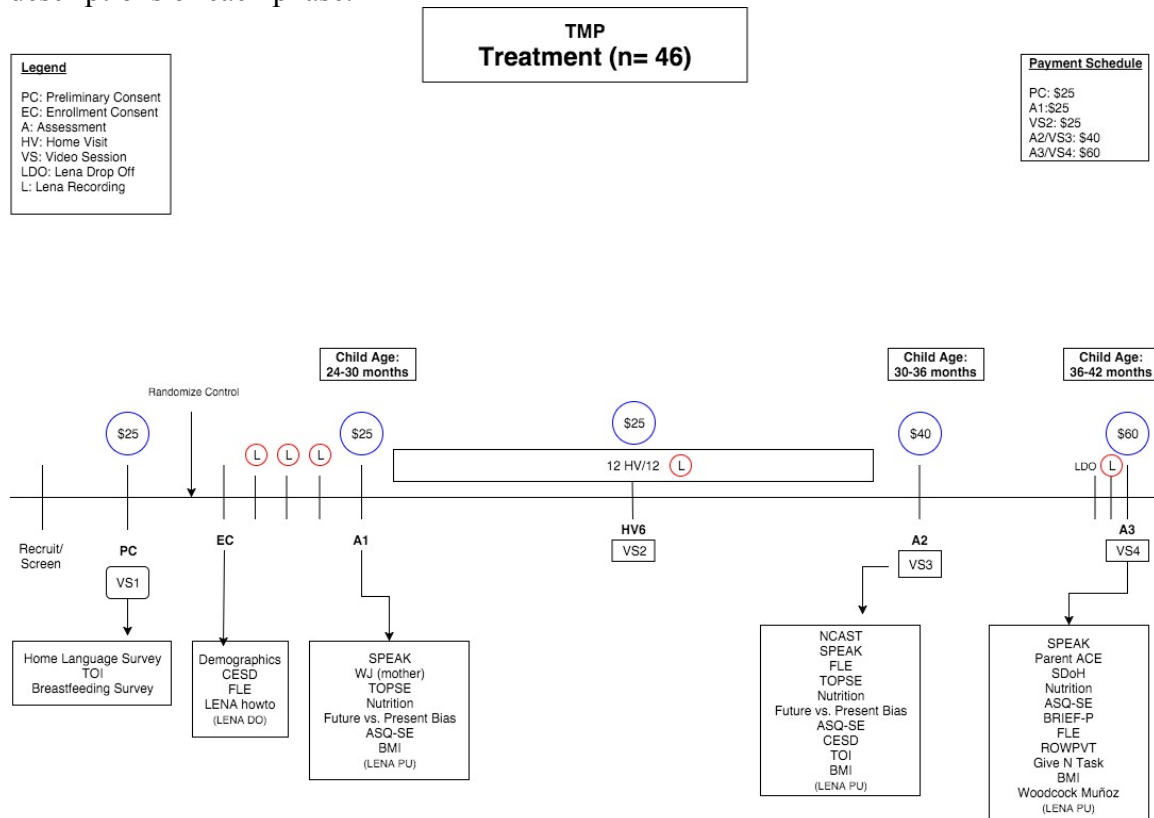 descriptions of each phase.
TMP
Treatment (n= 46)
Legend
PC: Preliminary Consent
EC: Enrollment Consent
A: Assessment
HV: Home Visit
VS: Video Session
LDO: Lena Drop Off
L: Lena Recording
Payment Schedule
PC: $25
A1:$25
VS2: $25
A2/VS3: $40
A3/VS4: $60
Child Age:
24-30 months
Child Age:
30-36 months
Child Age:
36-42 months
Randomize Control
$25
L
L
L
$25
$25
12 HV/12
L
$40
LDO
L
$60
Recruit/
Screen
PC
VS1
EC
A1
HV6
VS2
A2
VS3
A3
VS4
Home Language Survey
TOI
Breastfeeding Survey
Demographics
CESD
FLE
LENA howto
(LENA DO)
SPEAK
WJ (mother)
TOPSE
Nutrition
Future vs. Present Bias
ASQ-SE
BMI
(LENA PU)
NCAST
SPEAK
FLE
TOPSE
Nutrition
Future vs. Present Bias
ASQ-SE
CESD
TOI
BMI
(LENA PU)
SPEAK
Parent ACE
SDoH
Nutrition
ASQ-SE
BRIEF-P
FLE
ROWPVT
Give N Task
BMI
Woodcock Muñoz
(LENA PU)